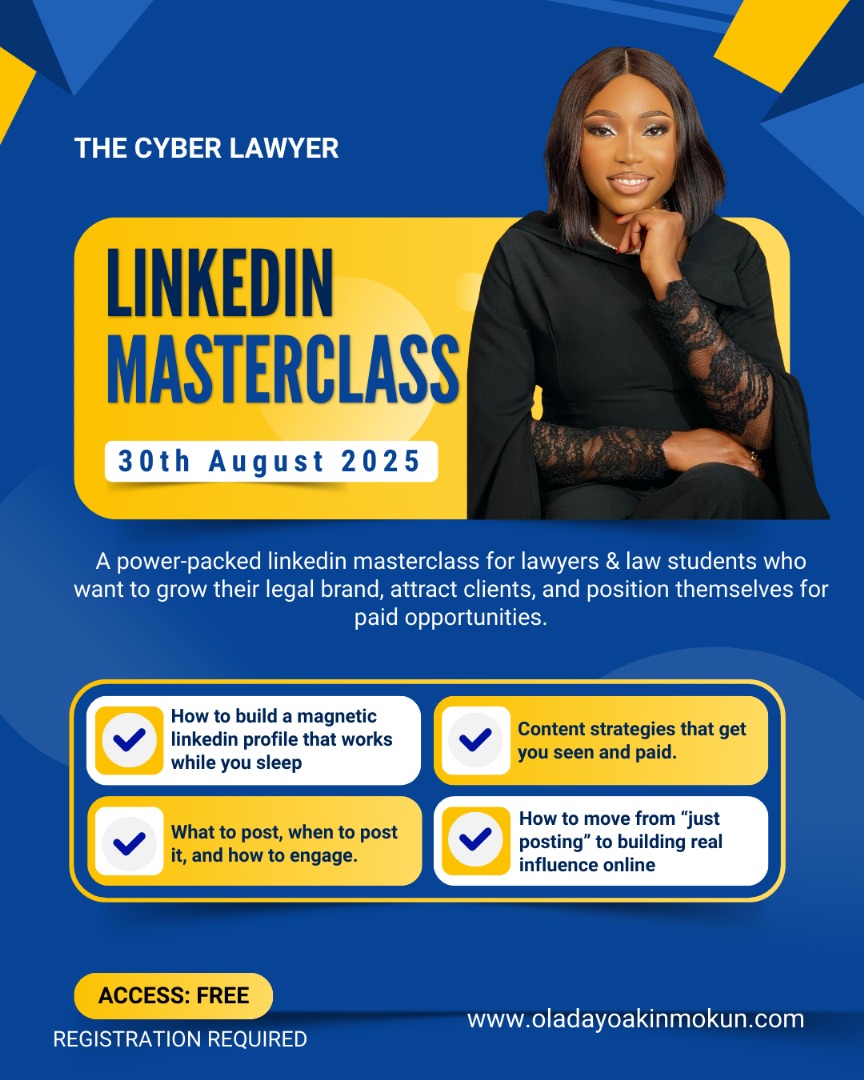 THE CYBER LAWYER
LINKEDIN
MASTERCLASS
30th August 2025
A power-packed linkedin masterclass for lawyers & law students who
want to grow their legal brand, attract clients, and position themselves for
paid opportunities.
How to build a magnetic
linkedin profile that works
while you sleep
Content strategies that get
you seen and paid.
What to post, when to post
it, and how to engage.
How to move from “just
posting” to building real
influence online
ACCESS: FREE
REGISTRATION REQUIRED
www.oladayoakinmokun.com